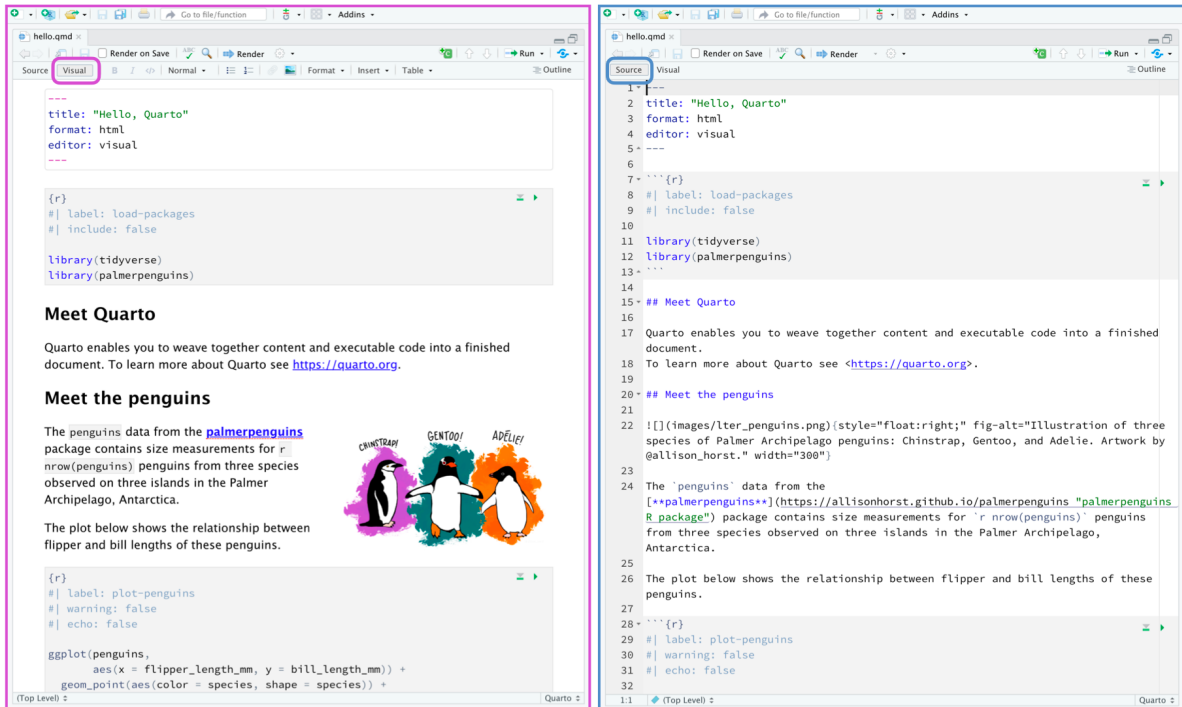 Go to file/function
Addins
hello.qmd
Render on Save
ABC
Render
Run
Source
Visual
B
I
</>
Normal
Format
Insert
Table
Outline
---
title: "Hello, Quarto"
format: html
editor: visual
---
{r}
#| label: load-packages
#| include: false
library(tidyverse)
library(palmerpenguins)
Meet Quarto
Quarto enables you to weave together content and executable code into a finished
document. To learn more about Quarto see https://quarto.org.
Meet the penguins
The penguins data from the palmerpenguins
package contains size measurements for r
nrow(penguins) penguins from three species
observed on three islands in the Palmer
Archipelago, Antarctica.
The plot below shows the relationship between
flipper and bill lengths of these penguins.
CHINSTRAP!
GENTOO!
ADÉLIE!
{r}
#| label: plot-penguins
#| warning: false
#| echo: false
ggplot(penguins,
aes(x = flipper_length_mm, y = bill_length_mm)) +
geom_point(aes(color = species, shape = species)) +
(Top Level)
Quarto
Go to file/function
Addins
hello.qmd
Render on Save
ABC
Render
Run
Source
Visual
Outline
1 ---
2 title: "Hello, Quarto"
3 format: html
4 editor: visual
5 ---
6
7 ```{r}
8 #| label: load-packages
9 #| include: false
10
11 library(tidyverse)
12 library(palmerpenguins)
13 ```
14
15 ## Meet Quarto
16
17 Quarto enables you to weave together content and executable code into a finished
document.
18 To learn more about Quarto see <https://quarto.org>.
19
20 ## Meet the penguins
21
22 ![](images/lter_penguins.png){style="float:right;" fig-alt="Illustration of three
species of Palmer Archipelago penguins: Chinstrap, Gentoo, and Adelie. Artwork by
@allison_horst." width="300"}
23
24 The `penguins` data from the
[**palmerpenguins**](https://allisonhorst.github.io/palmerpenguins "palmerpenguins
R package") package contains size measurements for `r nrow(penguins)` penguins
from three species observed on three islands in the Palmer Archipelago,
Antarctica.
25
26 The plot below shows the relationship between flipper and bill lengths of these
penguins.
27
28 ```{r}
29 #| label: plot-penguins
30 #| warning: false
31 #| echo: false
32
1:1
(Top Level)
Quarto